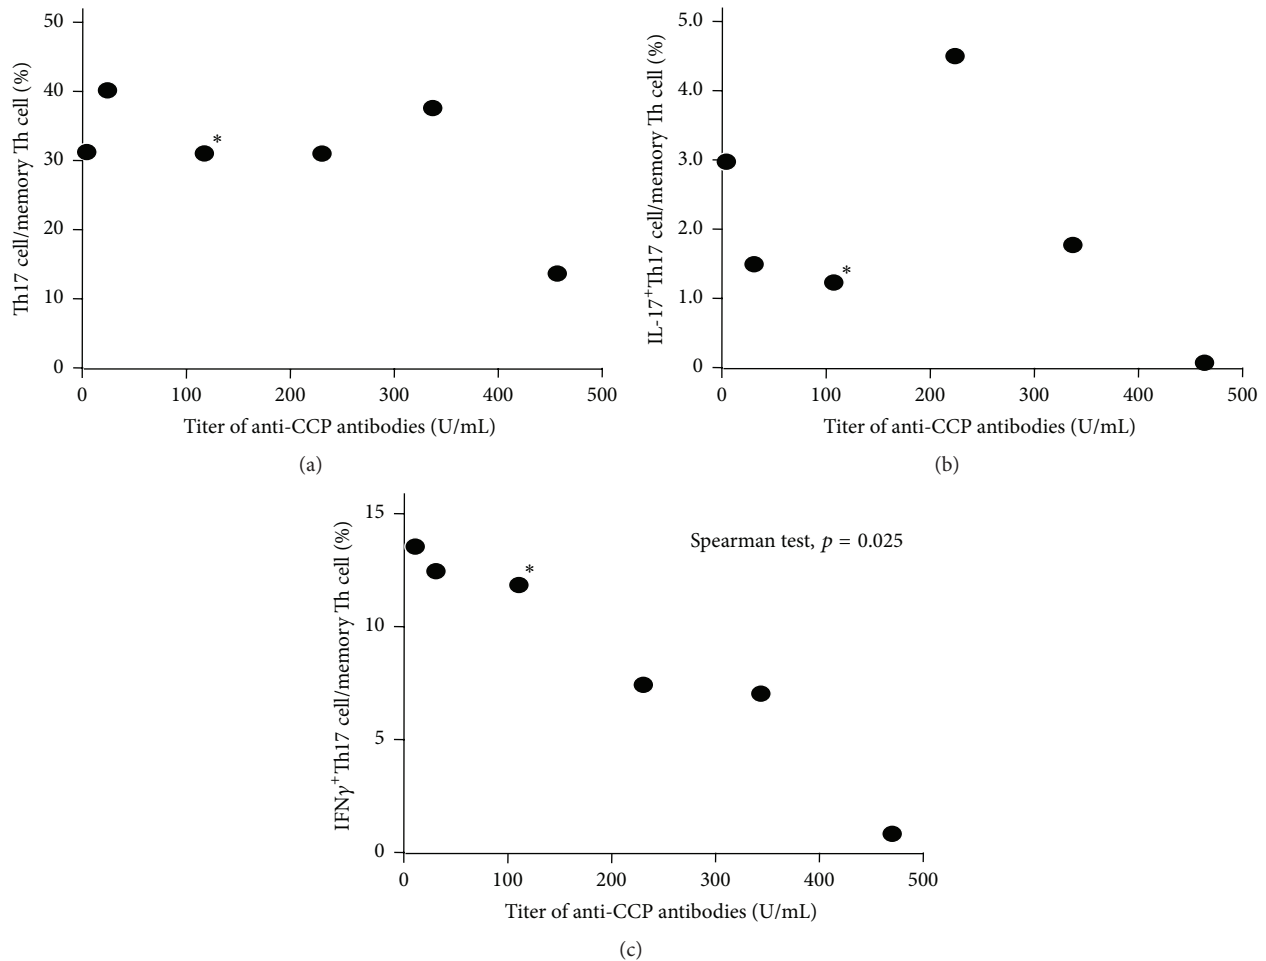 50
40
30
20
10
0
Th17 cell/memory Th cell (%)
*
0 100 200 300 400 500
Titer of anti-CCP antibodies (U/mL)
(a)
5.0
4.0
3.0
2.0
1.0
0
IL-17⁺Th17 cell/memory Th cell (%)
*
0 100 200 300 400 500
Titer of anti-CCP antibodies (U/mL)
(b)
15
10
5
0
IFNγ⁺Th17 cell/memory Th cell (%)
Spearman test, p = 0.025
*
0 100 200 300 400 500
Titer of anti-CCP antibodies (U/mL)
(c)